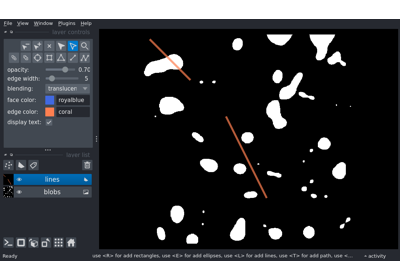 File View Window Plugins Help
layer controls
opacity: 0.70
edge width: 5
blending: translucen
face color: royalblue
edge color: coral
display text:
layer list
lines
blobs
Ready
use <R> for add rectangles, use <E> for add ellipses, use <L> for add lines, use <T> for add path, use <...
activity